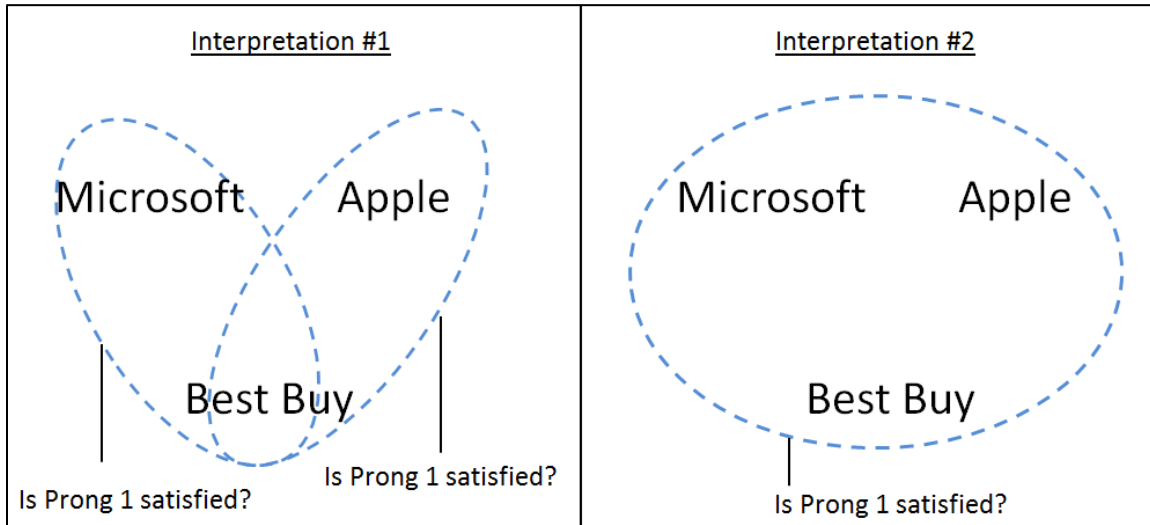 Interpretation #1
Microsoft
Apple
Best Buy
Is Prong 1 satisfied?
Is Prong 1 satisfied?
Interpretation #2
Microsoft
Apple
Best Buy
Is Prong 1 satisfied?